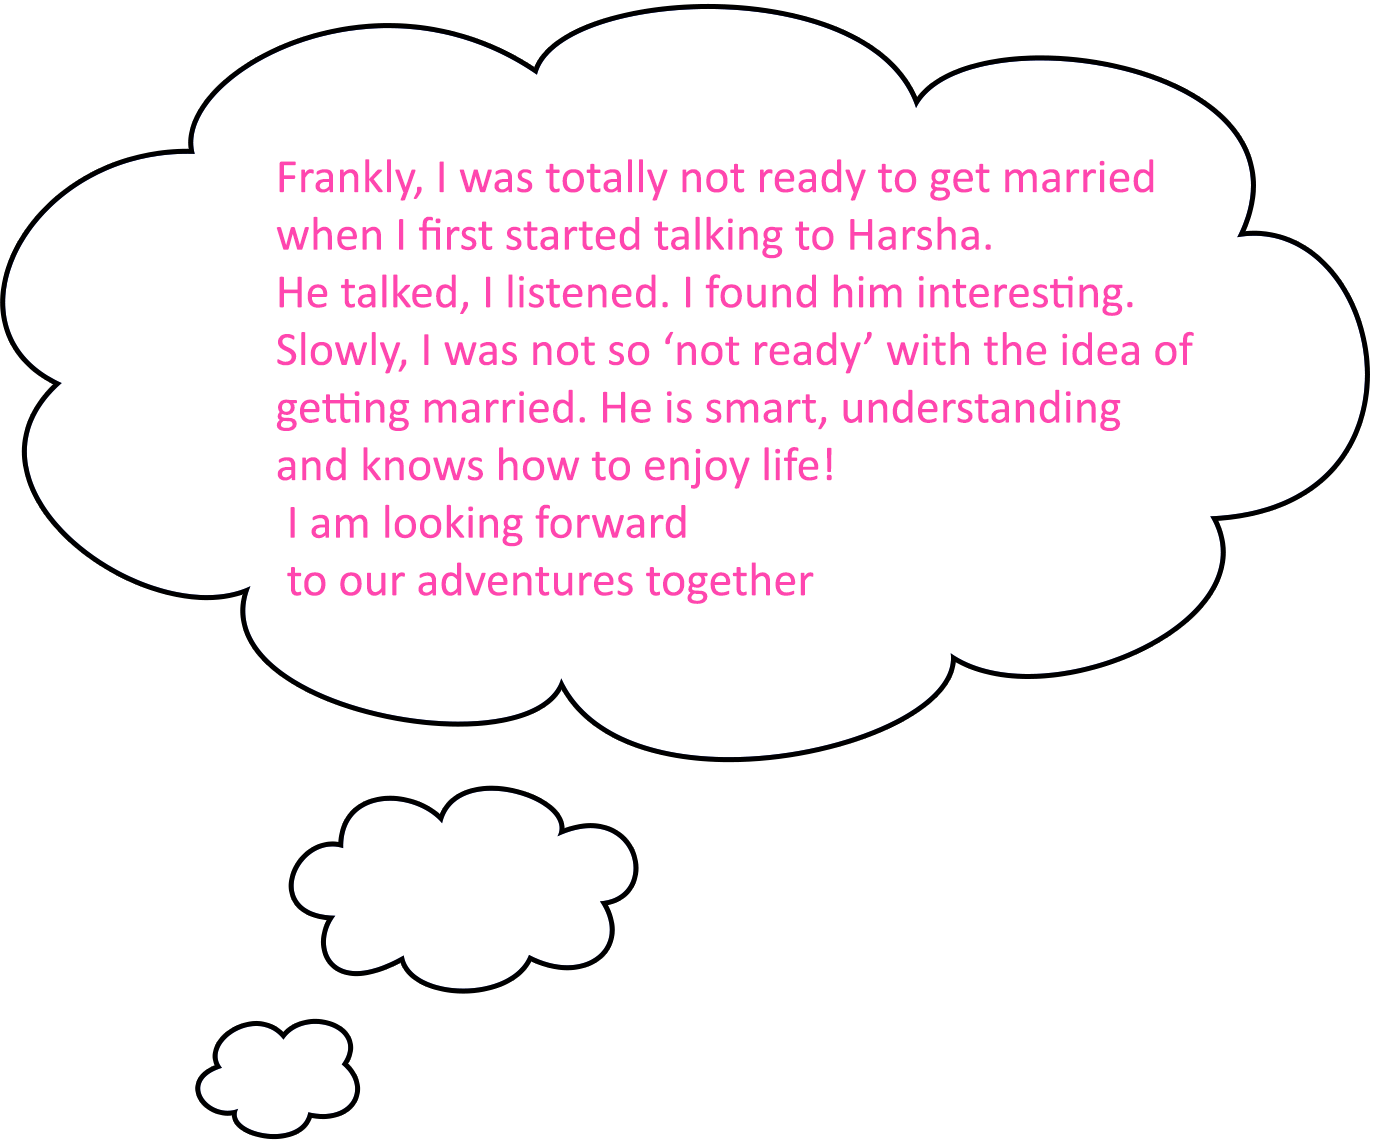 Frankly, I was totally not ready to get married
when I first started talking to Harsha.
He talked, I listened. I found him interesting.
Slowly, I was not so ‘not ready’ with the idea of
getting married. He is smart, understanding
and knows how to enjoy life!
I am looking forward
to our adventures together